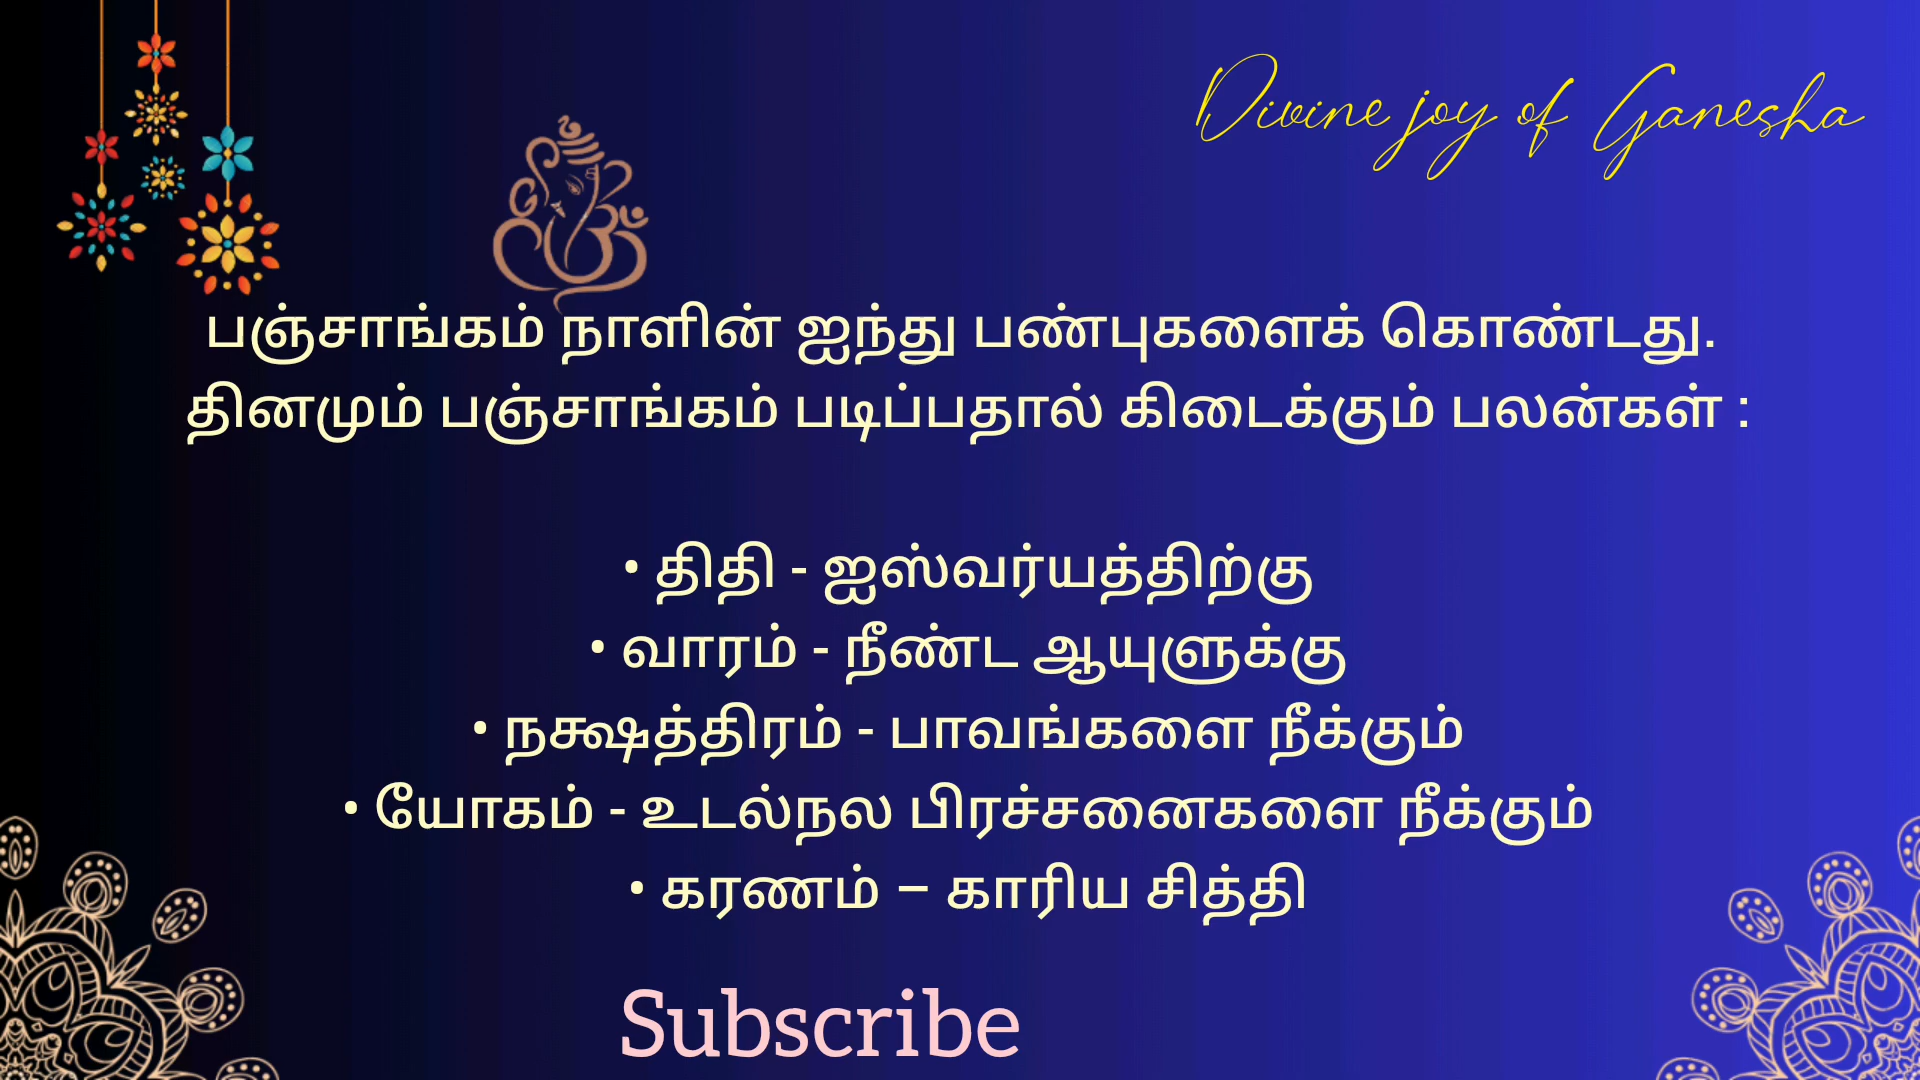 Divine joy of Ganesha
பஞ்சாங்கம் நாளின் ஐந்து பண்புகளைக் கொண்டது.
தினமும் பஞ்சாங்கம் படிப்பதால் கிடைக்கும் பலன்கள் :
• திதி - ஐஸ்வர்யத்திற்கு
• வாரம் - நீண்ட ஆயுளுக்கு
• நக்ஷத்திரம் - பாவங்களை நீக்கும்
• யோகம் - உடல்நல பிரச்சனைகளை நீக்கும்
• கரணம் – காரிய சித்தி
Subscribe